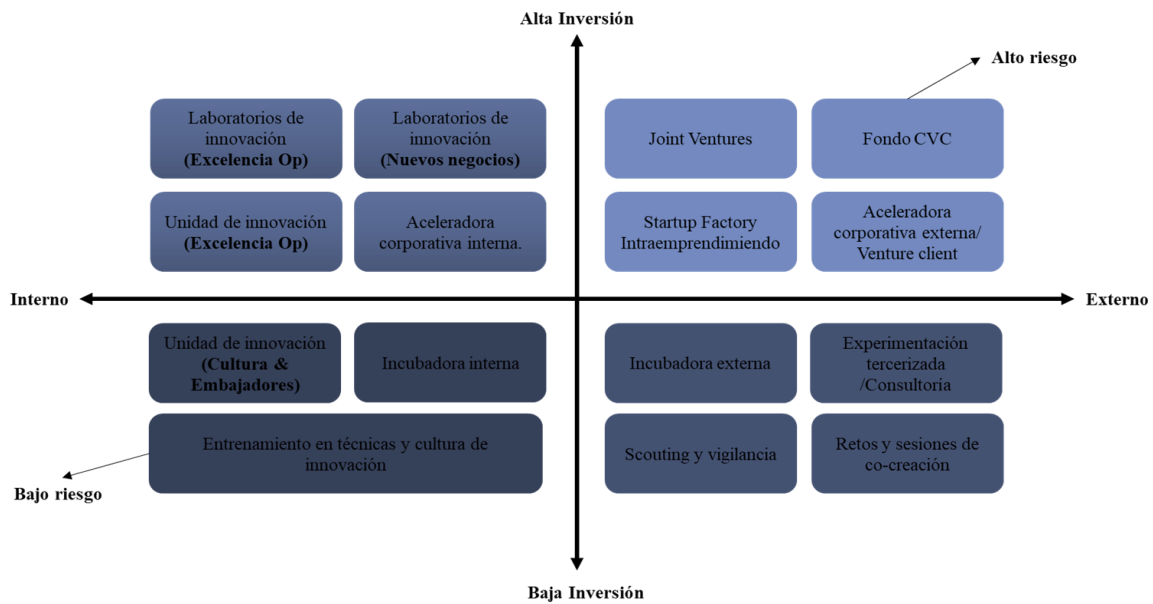 Alta Inversión
Alto riesgo
Laboratorios de
innovación
(Excelencia Op)
Laboratorios de
innovación
(Nuevos negocios)
Joint Ventures
Fondo CVC
Unidad de innovación
(Excelencia Op)
Aceleradora
corporativa interna.
Startup Factory
Intraemprendimiendo
Aceleradora
corporativa externa/
Venture client
Interno
Externo
Unidad de innovación
(Cultura &
Embajadores)
Incubadora interna
Incubadora externa
Experimentación
tercerizada
/Consultoría
Entrenamiento en técnicas y cultura de
innovación
Scouting y vigilancia
Retos y sesiones de
co-creación
Bajo riesgo
Baja Inversión